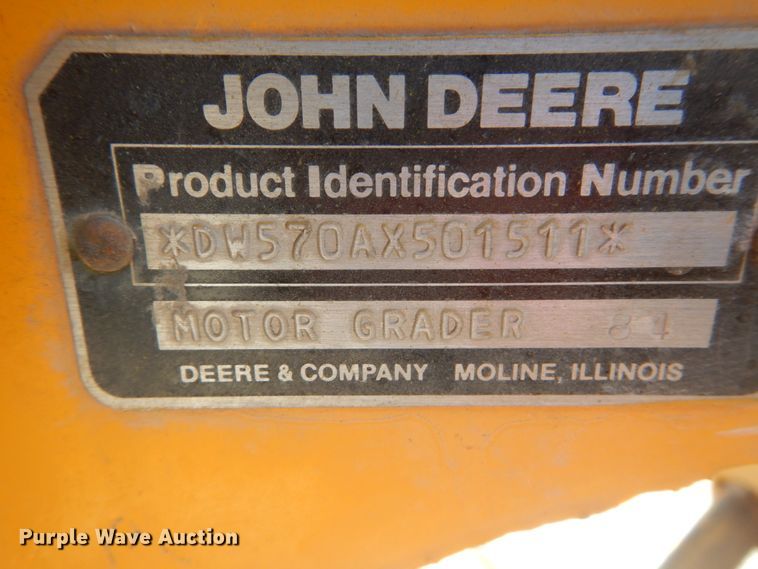 JOHN DEERE
Product Identification Number
*DW570AX501511*
MOTOR GRADER 84
DEERE & COMPANY MOLINE, ILLINOIS
Purple Wave Auction